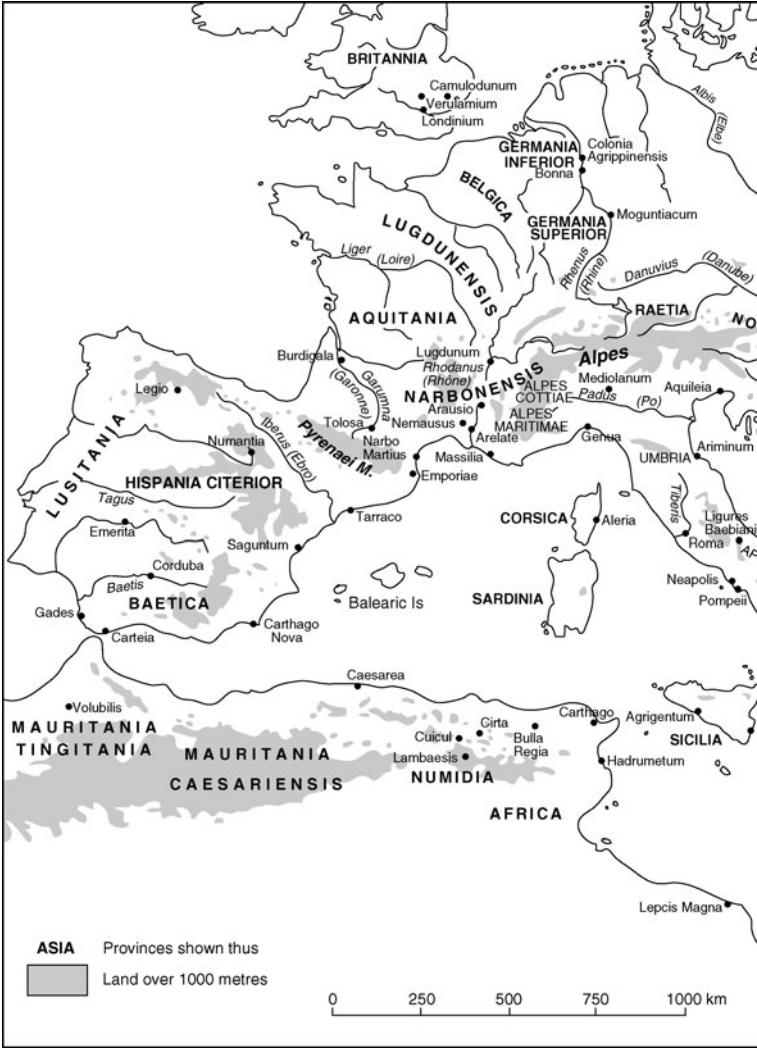 BRITANNIA
Camulodunum
Verulamium
Londinium
Albis
(Elbe)
GERMANIA
INFERIOR
Colonia
Agrippinensis
Bonna
BELGICA
GERMANIA
SUPERIOR
Moguntiacum
LUGDUNENSIS
Liger (Loire)
Rhenus
(Rhine)
Danuvius (Danube)
RAETIA
NO
AQUITANIA
Burdigala
Lugdunum
Rhodanus
(Rhône)
Alpes
Legio
Garumna
(Garonne)
NARBONENSIS
ALPES
COTTIAE
Mediolanum
Padus (Po)
Aquileia
Arausio
Tolosa
Nemausus
ALPES
MARITIMAE
Numantia
Iberus (Ebro)
Pyrenaei M.
Narbo
Martius
Arelate
Genua
Ariminum
LUSITANIA
HISPANIA CITERIOR
Massilia
UMBRIA
Emporiae
Tagus
Tarraco
CORSICA
Aleria
Tiberis
Ligures
Baebiani
Emerita
Saguntum
Roma
Ap
Corduba
Baetis
BAETICA
Balearic Is
SARDINIA
Neapolis
Pompeii
Gades
Carteia
Carthago
Nova
Caesarea
Volubilis
Carthago
Agrigentum
MAURITANIA
TINGITANIA
MAURITANIA
CAESARIENSIS
Cuicul
Girta
Bulla
Regia
SICILIA
Lambaesis
NUMIDIA
Hadrumetum
AFRICA
Lepcis Magna
ASIA Provinces shown thus
Land over 1000 metres
0 250 500 750 1000 km